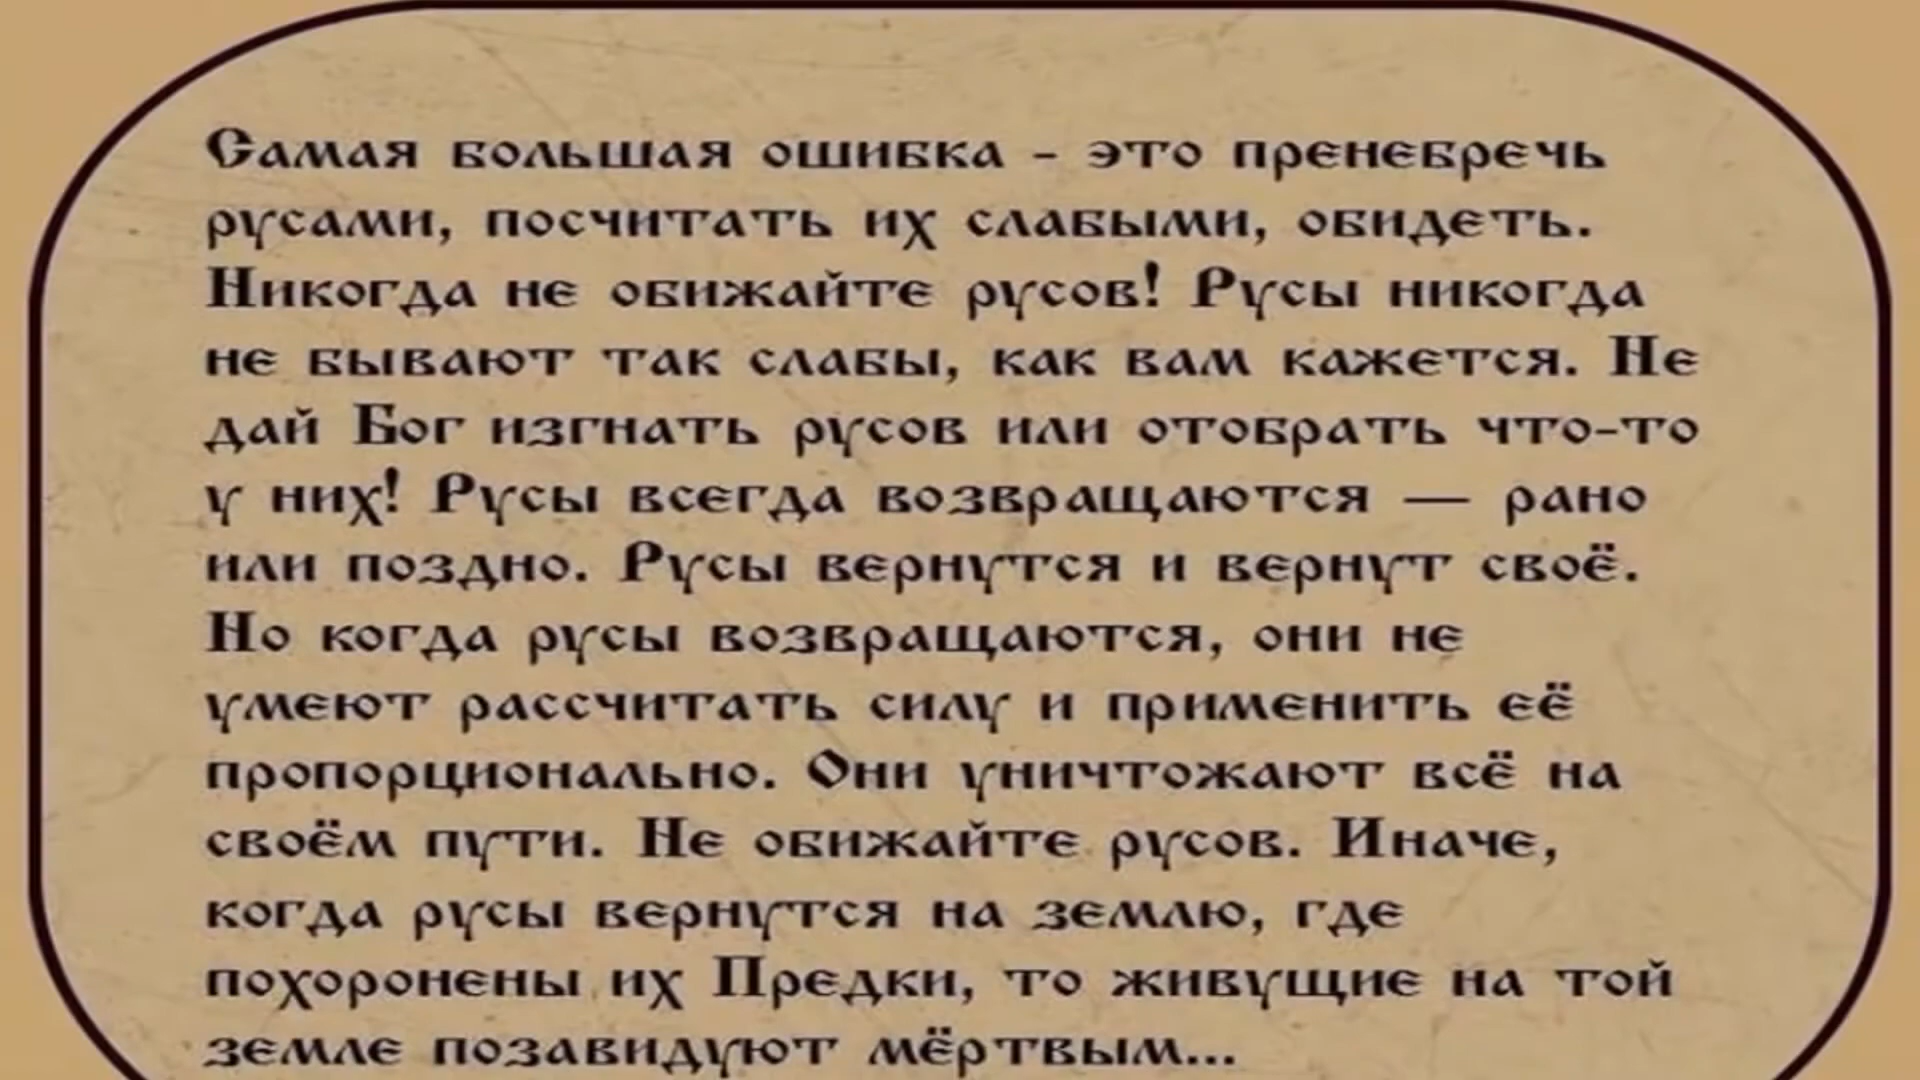 Самая большая ошибка - это пренебречь
русами, посчитать их слабыми, обидеть.
Никогда не обижайте русов! Русы никогда
не бывают так слабы, как вам кажется. Не
дай Бог изгнать русов или отобрать что-то
у них! Русы всегда возвращаются — рано
или поздно. Русы вернутся и вернут своё.
Но когда русы возвращаются, они не
умеют рассчитать силу и применить её
пропорционально. Они уничтожают всё на
своём пути. Не обижайте русов. Иначе,
когда русы вернутся на землю, где
похоронены их Предки, то живущие на той
земле позавидуют мёртвым...